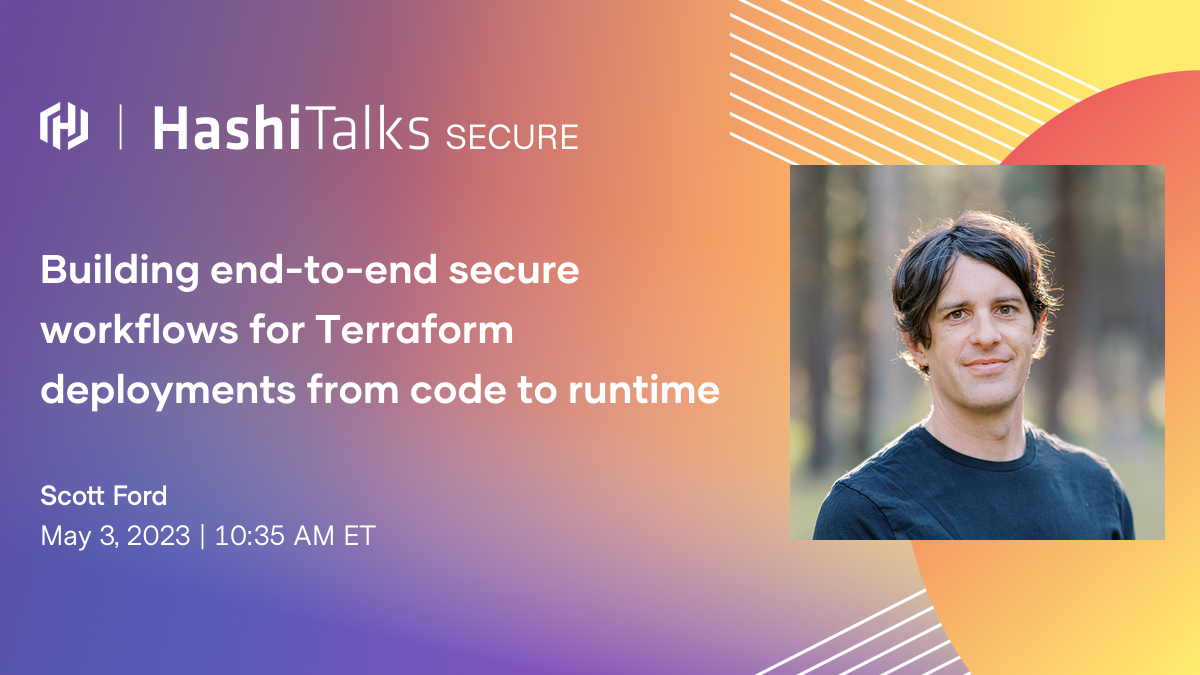 HashiTalks SECURE
Building end-to-end secure
workflows for Terraform
deployments from code to runtime
Scott Ford
May 3, 2023 | 10:35 AM ET